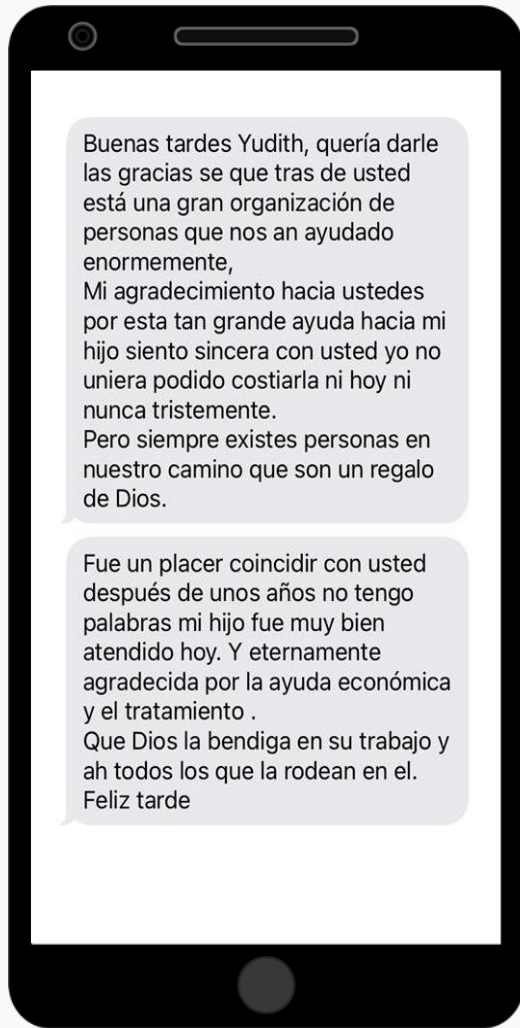 Buenas tardes Yudith, quería darle
las gracias se que tras de usted
está una gran organización de
personas que nos an ayudado
enormemente,
Mi agradecimiento hacia ustedes
por esta tan grande ayuda hacia mi
hijo siento sincera con usted yo no
uniera podido costiarla ni hoy ni
nunca tristemente.
Pero siempre existes personas en
nuestro camino que son un regalo
de Dios.
Fue un placer coincidir con usted
después de unos años no tengo
palabras mi hijo fue muy bien
atendido hoy. Y eternamente
agradecida por la ayuda económica
y el tratamiento .
Que Dios la bendiga en su trabajo y
ah todos los que la rodean en el.
Feliz tarde